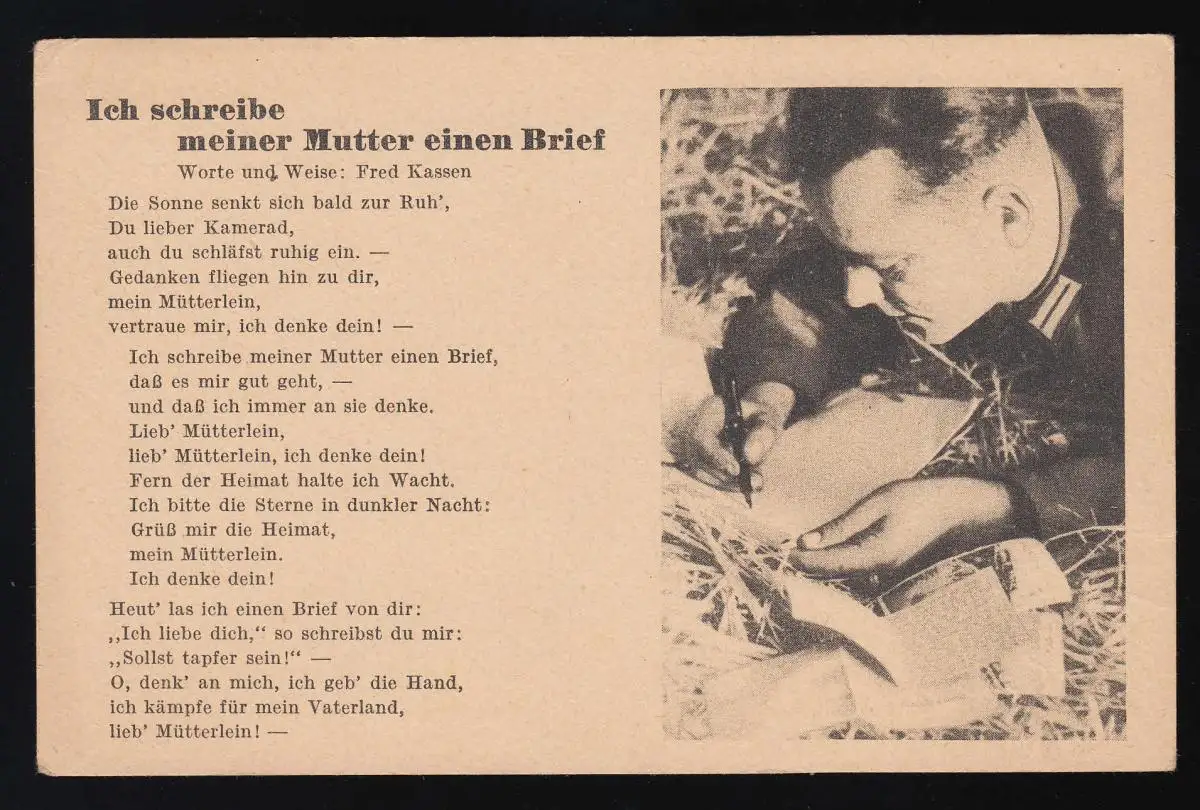 Ich schreibe
meiner Mutter einen Brief
Worte und Weise: Fred Kassen
Die Sonne senkt sich bald zur Ruh',
Du lieber Kamerad,
auch du schläfst ruhig ein. —
Gedanken fliegen hin zu dir,
mein Mütterlein,
vertraue mir, ich denke dein! —
Ich schreibe meiner Mutter einen Brief,
daß es mir gut geht, —
und daß ich immer an sie denke.
Lieb' Mütterlein,
lieb' Mütterlein, ich denke dein!
Fern der Heimat halte ich Wacht.
Ich bitte die Sterne in dunkler Nacht:
Grüß mir die Heimat,
mein Mütterlein.
Ich denke dein!
Heut' las ich einen Brief von dir:
„Ich liebe dich,“ so schreibst du mir:
„Sollst tapfer sein!“ —
O, denk' an mich, ich geb' die Hand,
ich kämpfe für mein Vaterland,
lieb' Mütterlein! —